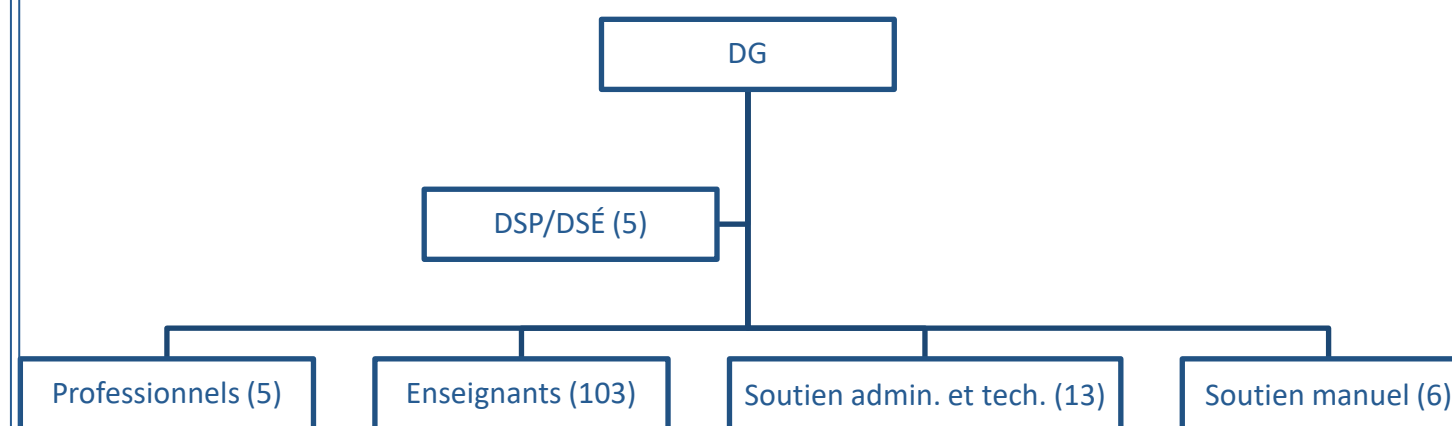 DG
DSP/DSÉ (5)
Professionnels (5)
Enseignants (103)
Soutien admin. et tech. (13)
Soutien manuel (6)